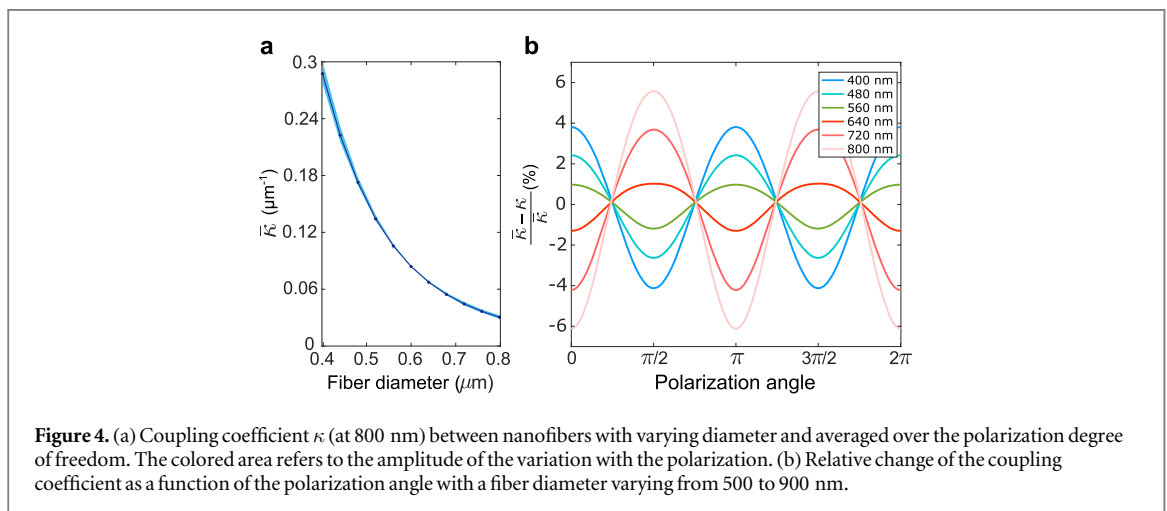 a
b
0.3
0.24
0.18
0.12
0.06
0
κ̅ (μm⁻¹)
0.4 0.5 0.6 0.7 0.8
Fiber diameter (μm)
6
4
2
0
-2
-4
-6
κ̅ − κ
κ̅
(%)
400 nm
480 nm
560 nm
640 nm
720 nm
800 nm
0 π/2 π 3π/2 2π
Polarization angle
Figure 4. (a) Coupling coefficient κ (at 800 nm) between nanofibers with varying diameter and averaged over the polarization degree
of freedom. The colored area refers to the amplitude of the variation with the polarization. (b) Relative change of the coupling
coefficient as a function of the polarization angle with a fiber diameter varying from 500 to 900 nm.